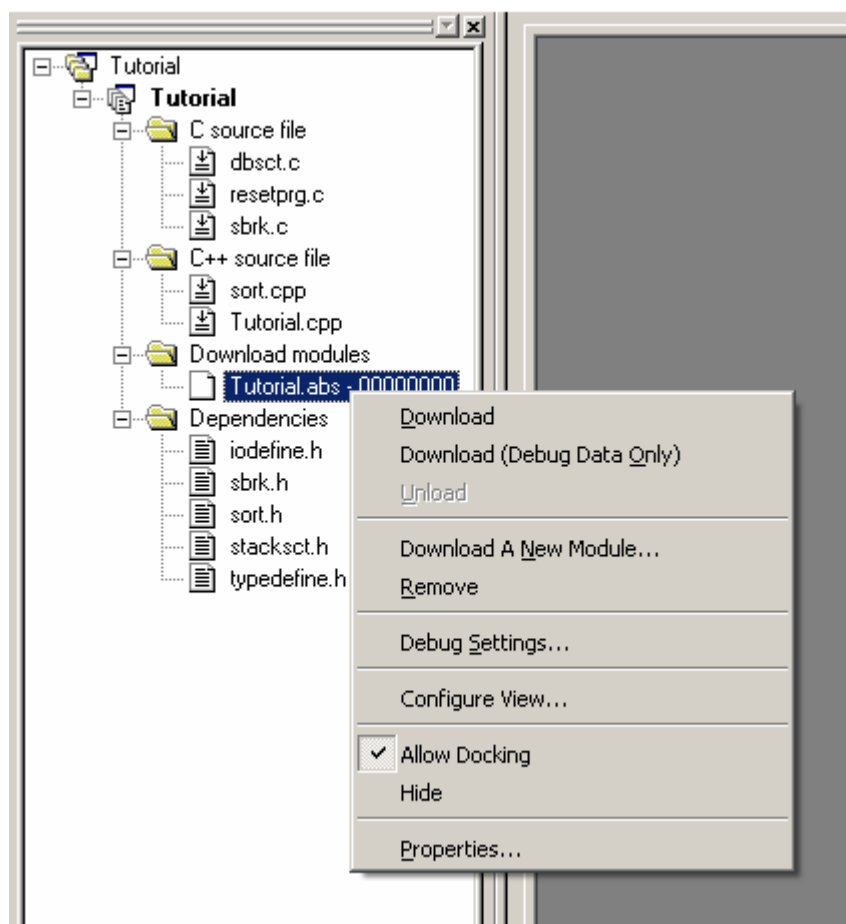 Tutorial
Tutorial
C source file
dbsct.c
resetprg.c
sbrk.c
C++ source file
sort.cpp
Tutorial.cpp
Download modules
Tutorial.abs - 00000000
Dependencies
iodefine.h
sbrk.h
sort.h
stacksct.h
typedefine.h
Download
Download (Debug Data Only)
Unload
Download A New Module...
Remove
Debug Settings...
Configure View...
Allow Docking
Hide
Properties...